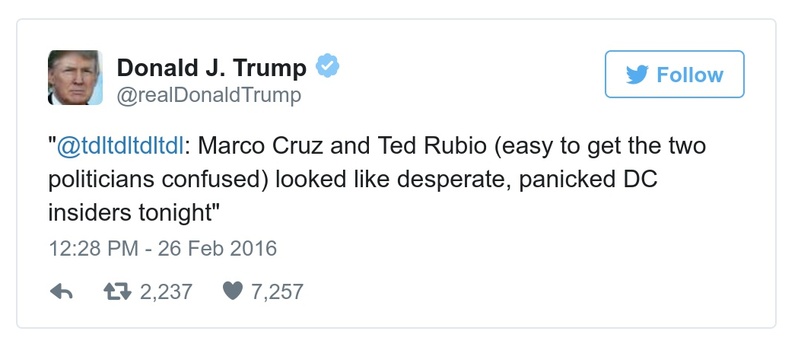 Donald J. Trump
@realDonaldTrump
Follow
"@tdltdltdltdl: Marco Cruz and Ted Rubio (easy to get the two
politicians confused) looked like desperate, panicked DC
insiders tonight"
12:28 PM - 26 Feb 2016
2,237 7,257